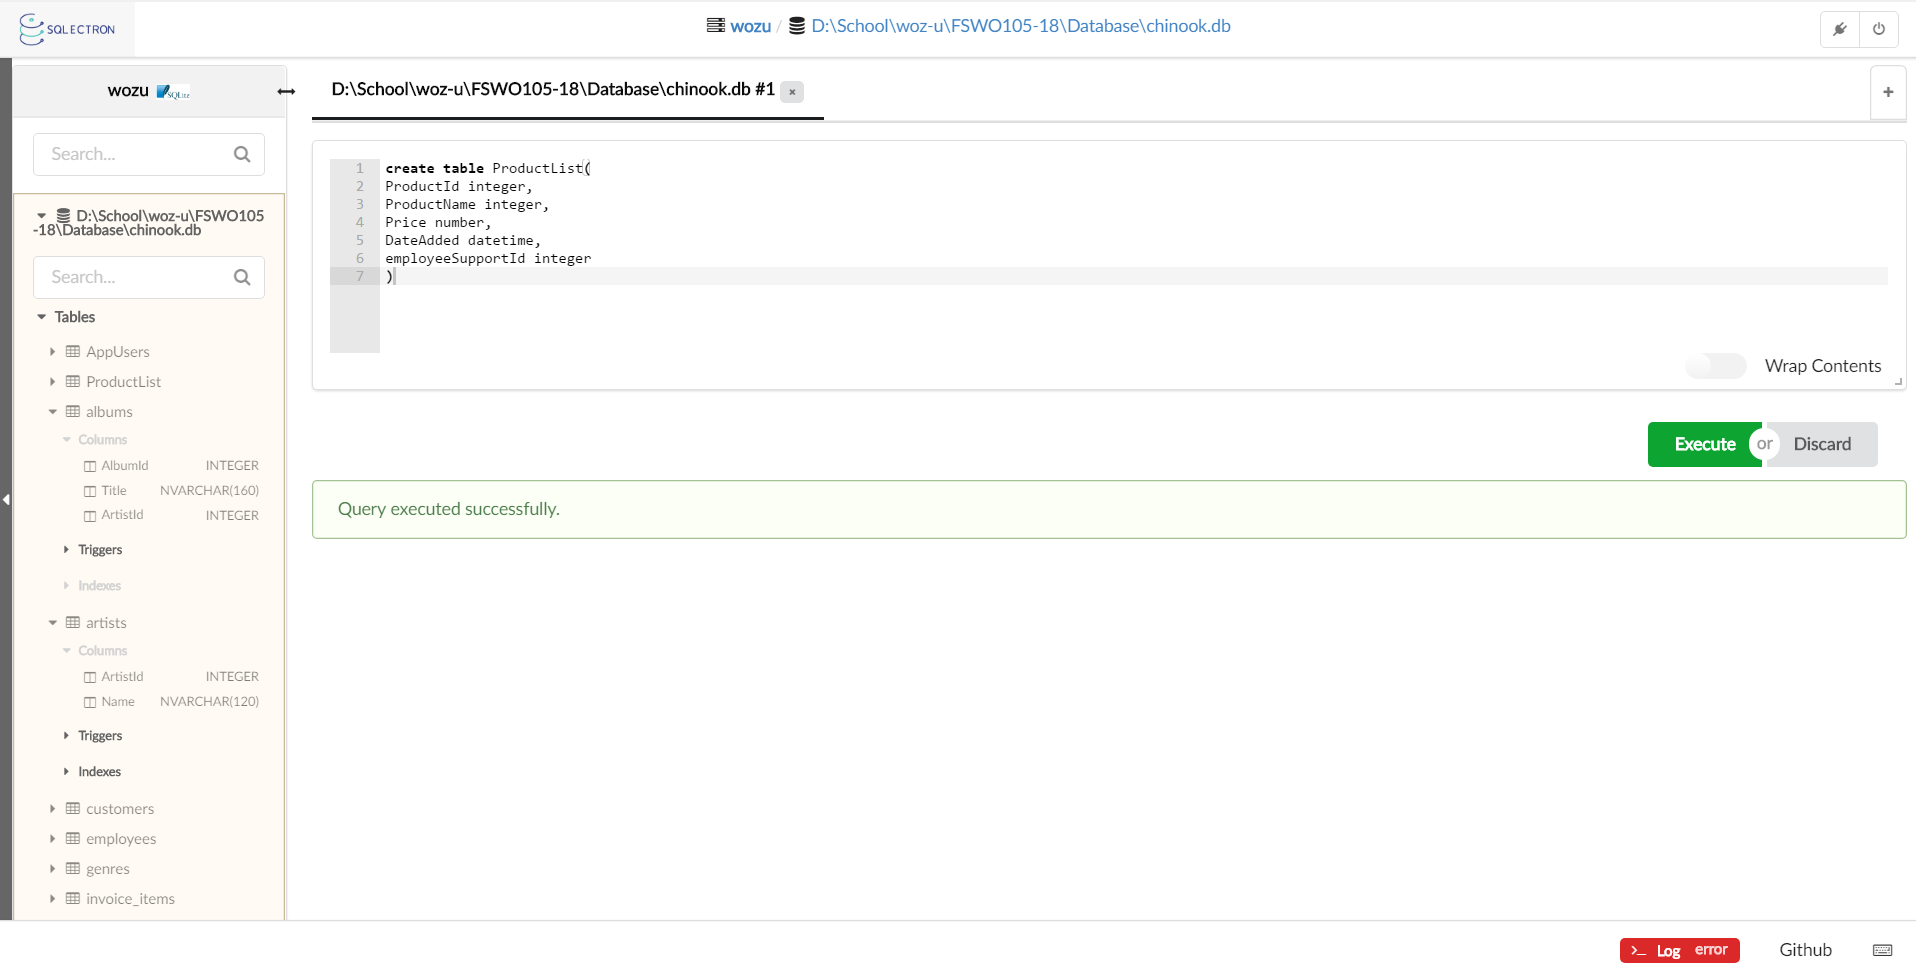 SQLECTRON
wozu / D:\School\woz-u\FSWO105-18\Database\chinook.db
wozu SQLite
D:\School\woz-u\FSWO105-18\Database\chinook.db #1 ×
+
Search...
D:\School\woz-u\FSWO105
-18\Database\chinook.db
Search...
Tables
AppUsers
ProductList
albums
Columns
AlbumId INTEGER
Title NVARCHAR(160)
ArtistId INTEGER
Triggers
Indexes
artists
Columns
ArtistId INTEGER
Name NVARCHAR(120)
Triggers
Indexes
customers
employees
genres
invoice_items
1 create table ProductList(
2 ProductId integer,
3 ProductName integer,
4 Price number,
5 DateAdded datetime,
6 employeeSupportId integer
7 )
Wrap Contents
Execute or Discard
Query executed successfully.
>_ Log error Github